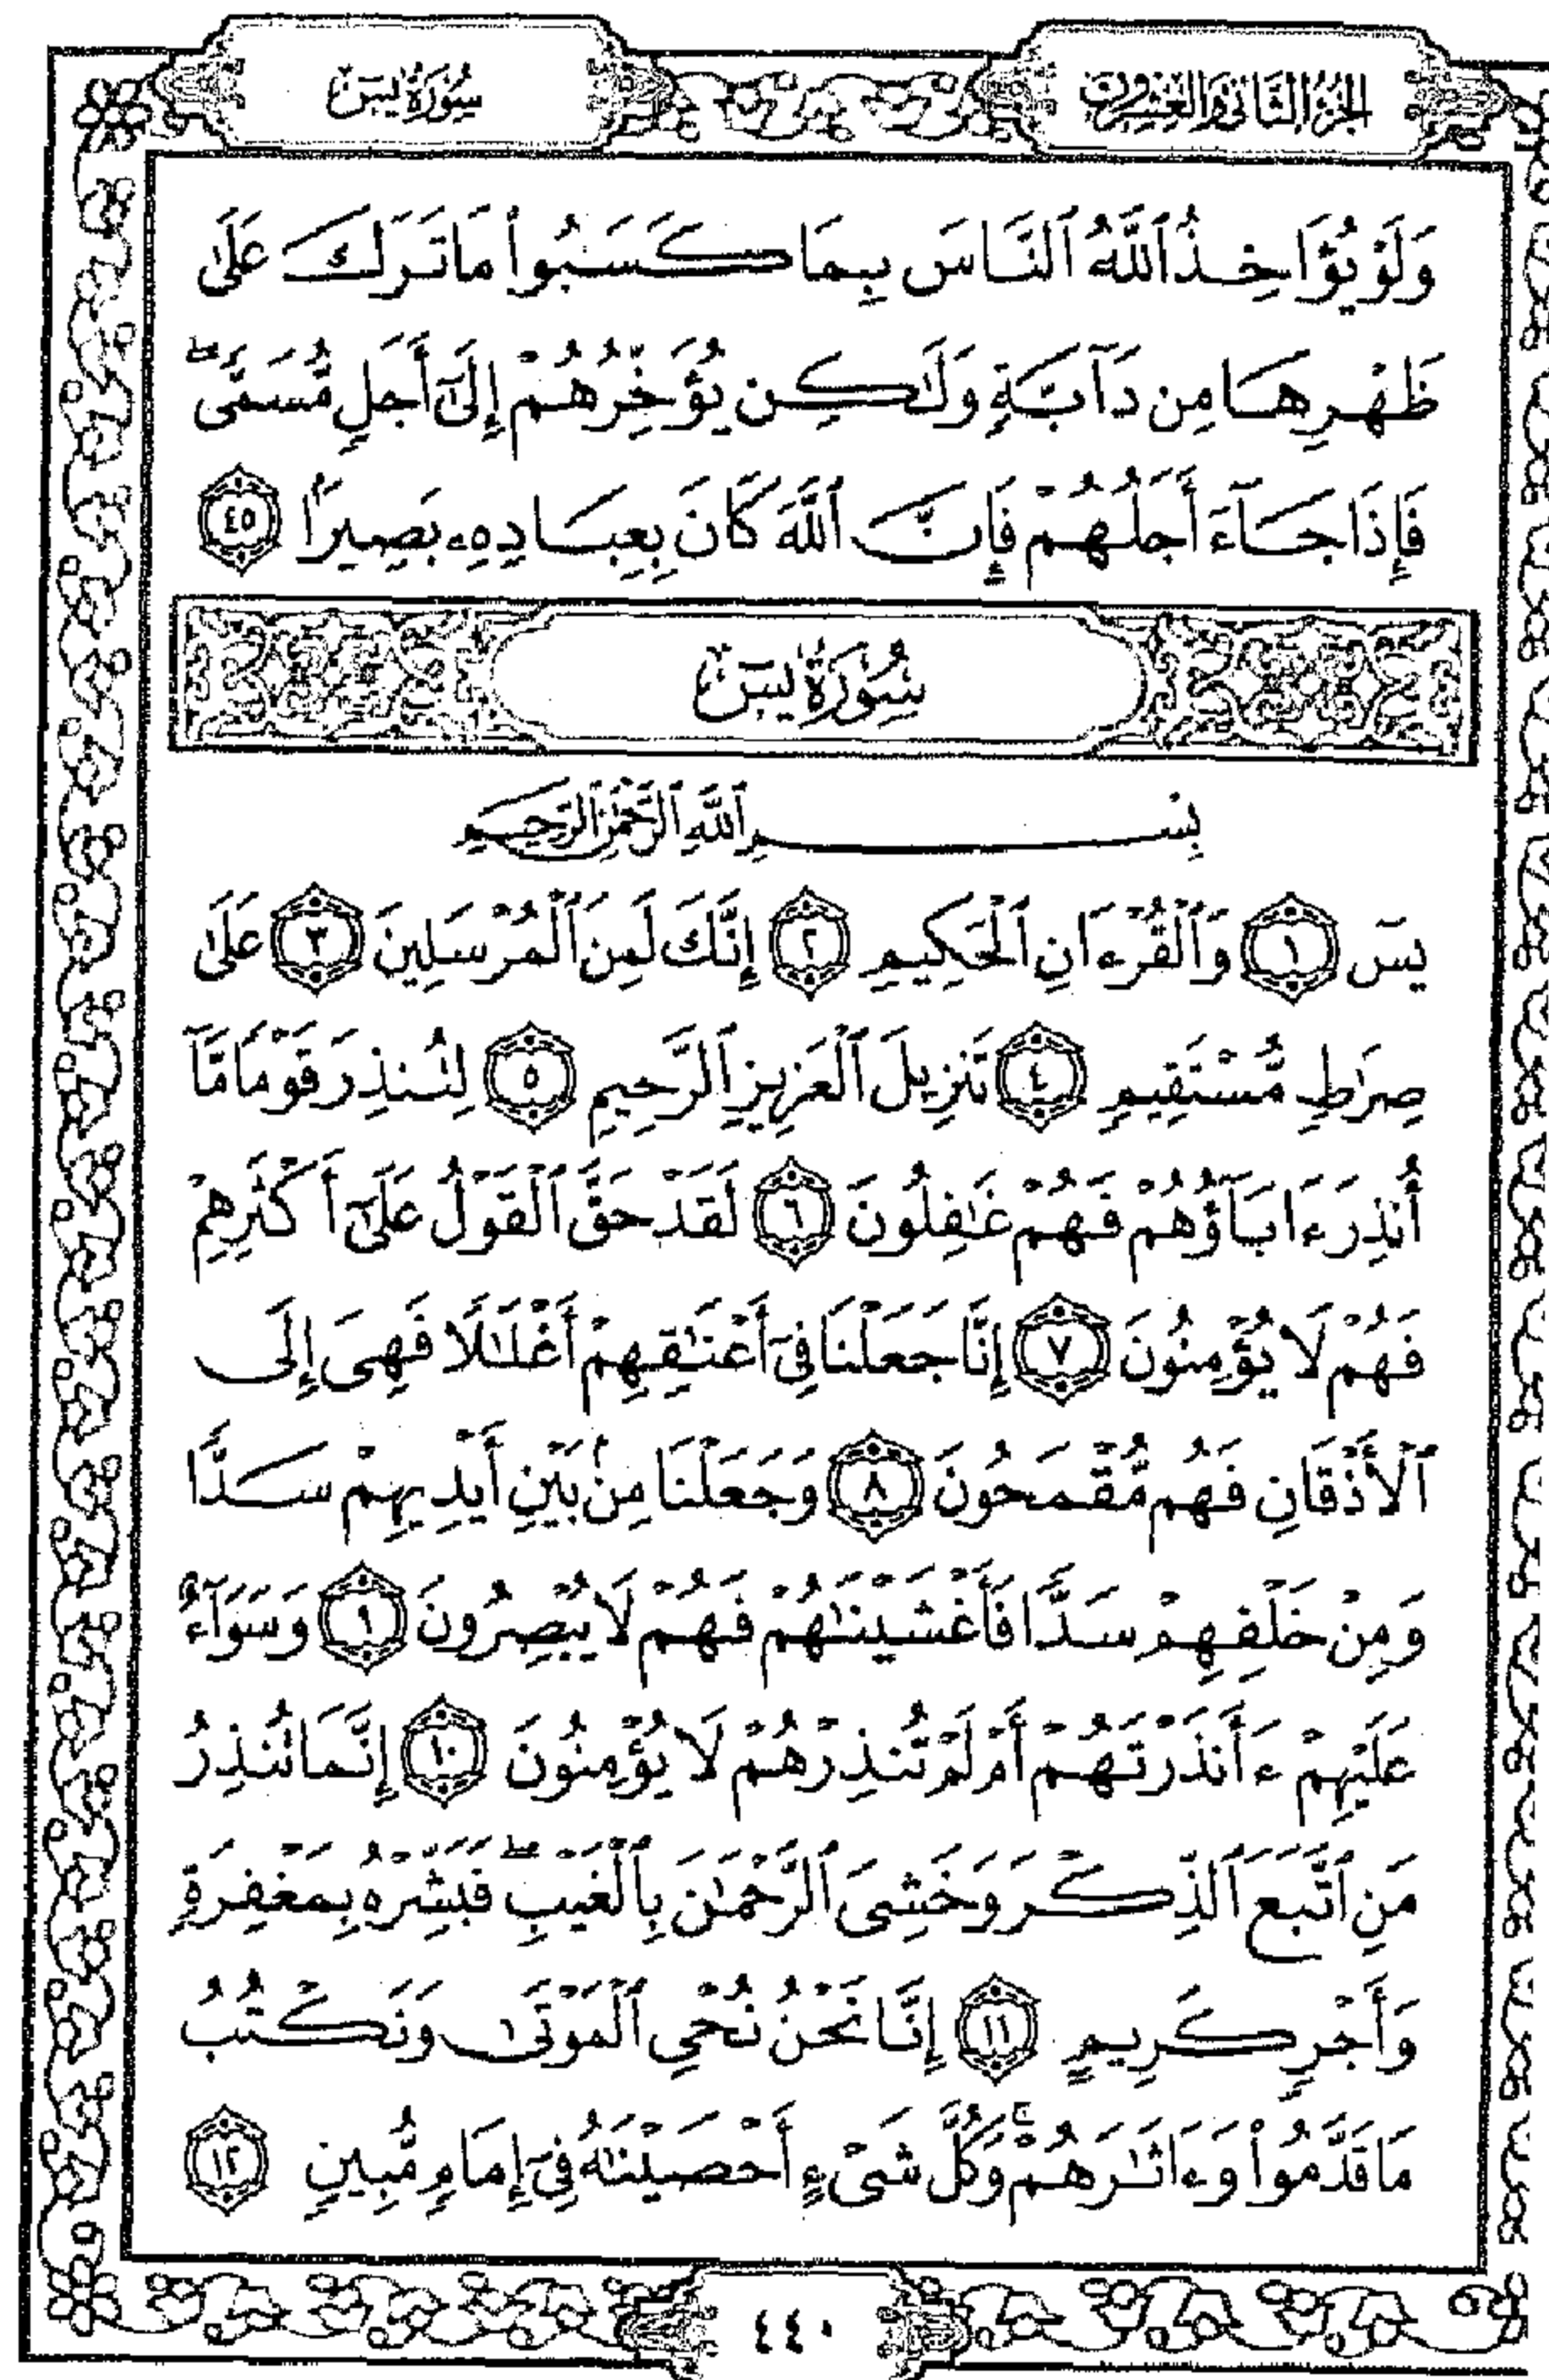 الجزء الثاني والعشرون
سُورَةُ يسٓ
وَلَوْ يُؤَاخِذُ ٱللَّهُ ٱلنَّاسَ بِمَا كَسَبُوا۟ مَا تَرَكَ عَلَىٰ
ظَهْرِهَا مِن دَآبَّةٍ وَلَٰكِن يُؤَخِّرُهُمْ إِلَىٰٓ أَجَلٍ مُّسَمًّى ۖ
فَإِذَا جَآءَ أَجَلُهُمْ فَإِنَّ ٱللَّهَ كَانَ بِعِبَادِهِۦ بَصِيرًۢا ٤٥
سُورَةُ يسٓ
بِسْمِ ٱللَّهِ ٱلرَّحْمَٰنِ ٱلرَّحِيمِ
يسٓ ١ وَٱلْقُرْءَانِ ٱلْحَكِيمِ ٢ إِنَّكَ لَمِنَ ٱلْمُرْسَلِينَ ٣ عَلَىٰ
صِرَٰطٍ مُّسْتَقِيمٍ ٤ تَنزِيلَ ٱلْعَزِيزِ ٱلرَّحِيمِ ٥ لِتُنذِرَ قَوْمًا مَّآ
أُنذِرَ ءَابَآؤُهُمْ فَهُمْ غَٰفِلُونَ ٦ لَقَدْ حَقَّ ٱلْقَوْلُ عَلَىٰٓ أَكْثَرِهِمْ
فَهُمْ لَا يُؤْمِنُونَ ٧ إِنَّا جَعَلْنَا فِىٓ أَعْنَٰقِهِمْ أَغْلَٰلًا فَهِىَ إِلَى
ٱلْأَذْقَانِ فَهُم مُّقْمَحُونَ ٨ وَجَعَلْنَا مِنۢ بَيْنِ أَيْدِيهِمْ سَدًّا
وَمِنْ خَلْفِهِمْ سَدًّا فَأَغْشَيْنَٰهُمْ فَهُمْ لَا يُبْصِرُونَ ٩ وَسَوَآءٌ
عَلَيْهِمْ ءَأَنذَرْتَهُمْ أَمْ لَمْ تُنذِرْهُمْ لَا يُؤْمِنُونَ ١٠ إِنَّمَا تُنذِرُ
مَنِ ٱتَّبَعَ ٱلذِّكْرَ وَخَشِىَ ٱلرَّحْمَٰنَ بِٱلْغَيْبِ ۖ فَبَشِّرْهُ بِمَغْفِرَةٍ
وَأَجْرٍ كَرِيمٍ ١١ إِنَّا نَحْنُ نُحْىِ ٱلْمَوْتَىٰ وَنَكْتُبُ
مَا قَدَّمُوا۟ وَءَاثَٰرَهُمْ ۚ وَكُلَّ شَىْءٍ أَحْصَيْنَٰهُ فِىٓ إِمَامٍ مُّبِينٍ ١٢
٤٤٠